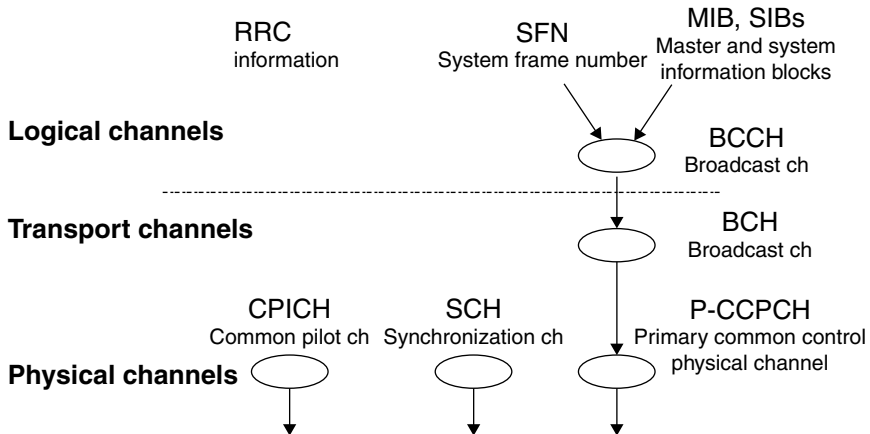 RRC
information
SFN
System frame number
MIB, SIBs
Master and system
information blocks
Logical channels
BCCH
Broadcast ch
Transport channels
BCH
Broadcast ch
CPICH
Common pilot ch
SCH
Synchronization ch
P-CCPCH
Primary common control
physical channel
Physical channels